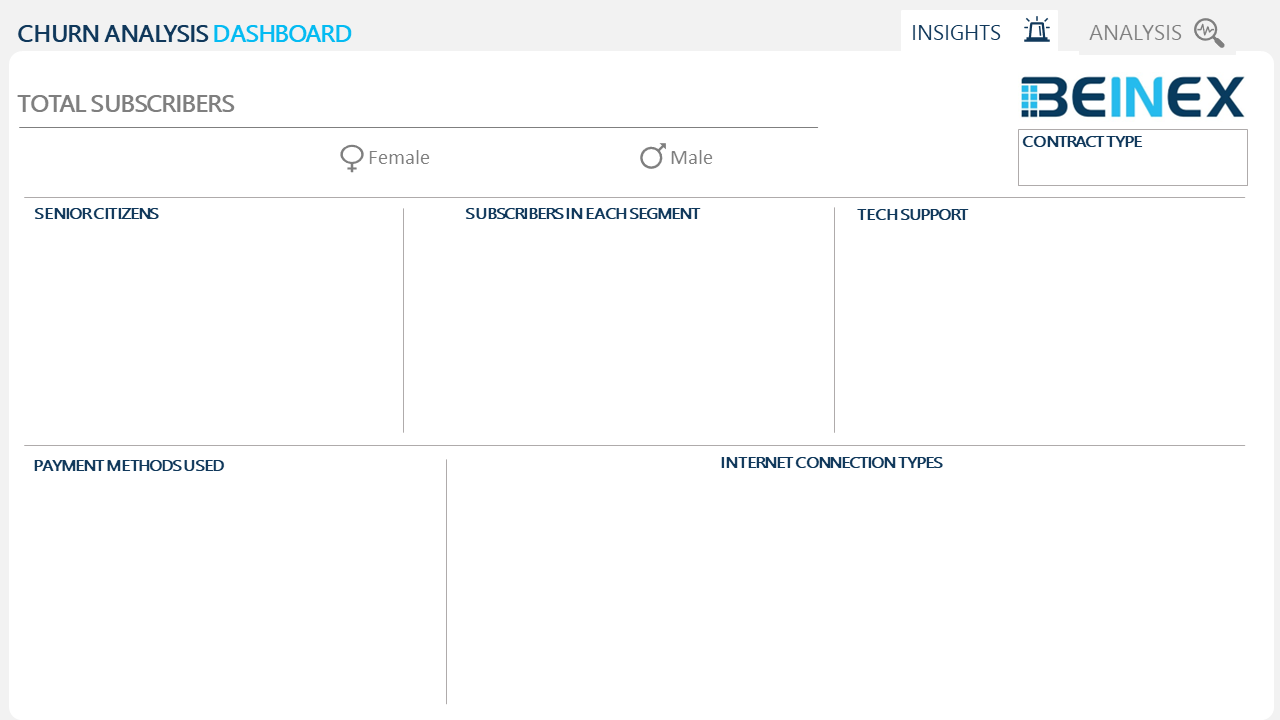 CHURN ANALYSIS DASHBOARD
INSIGHTS
ANALYSIS
TOTAL SUBSCRIBERS
BEINEX
CONTRACT TYPE
Female
Male
SENIOR CITIZENS
SUBSCRIBERS IN EACH SEGMENT
TECH SUPPORT
PAYMENT METHODS USED
INTERNET CONNECTION TYPES